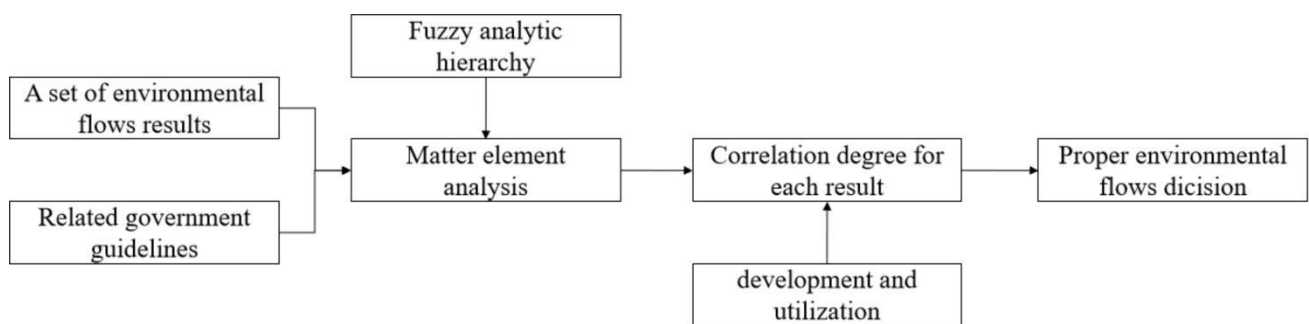 Fuzzy analytic
hierarchy
A set of environmental
flows results
Matter element
analysis
Correlation degree for
each result
Proper environmental
flows dicision
Related government
guidelines
development and
utilization